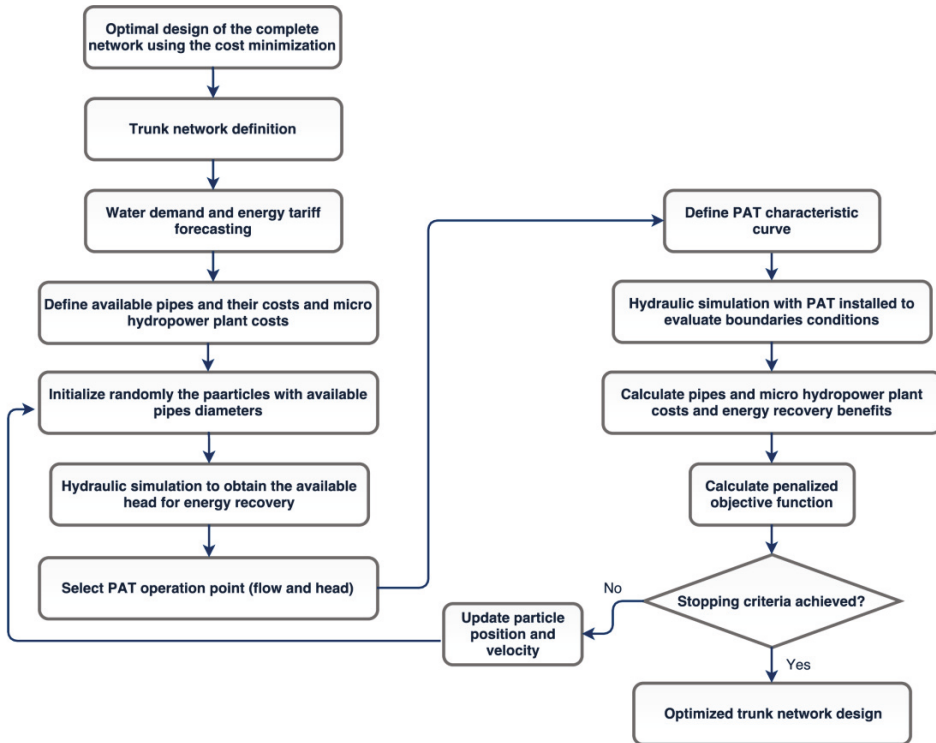 Optimal design of the complete
network using the cost minimization
Trunk network definition
Water demand and energy tariff
forecasting
Define available pipes and their costs and micro
hydropower plant costs
Initialize randomly the paarticles with available
pipes diameters
Hydraulic simulation to obtain the available
head for energy recovery
Select PAT operation point (flow and head)
Define PAT characteristic
curve
Hydraulic simulation with PAT installed to
evaluate boundaries conditions
Calculate pipes and micro hydropower plant
costs and energy recovery benefits
Calculate penalized
objective function
Stopping criteria achieved?
No
Update particle
position and
velocity
Yes
Optimized trunk network design